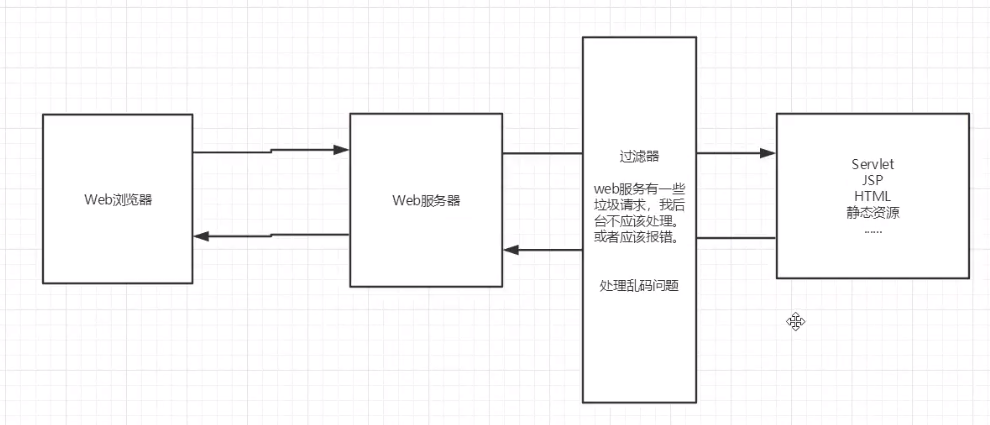 Web浏览器
Web服务器
过滤器
web服务有一些
垃圾请求，我后
台不应该处理。
或者应该报错。
处理乱码问题
Servlet
JSP
HTML
静态资源
......